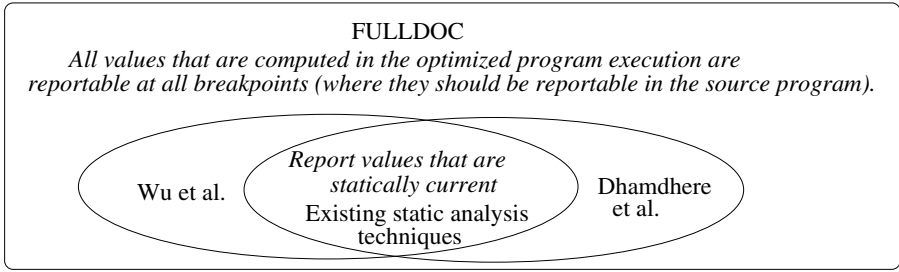 FULLDOC
All values that are computed in the optimized program execution are
reportable at all breakpoints (where they should be reportable in the source program).
Wu et al.
Report values that are
statically current
Existing static analysis
techniques
Dhamdhere
et al.